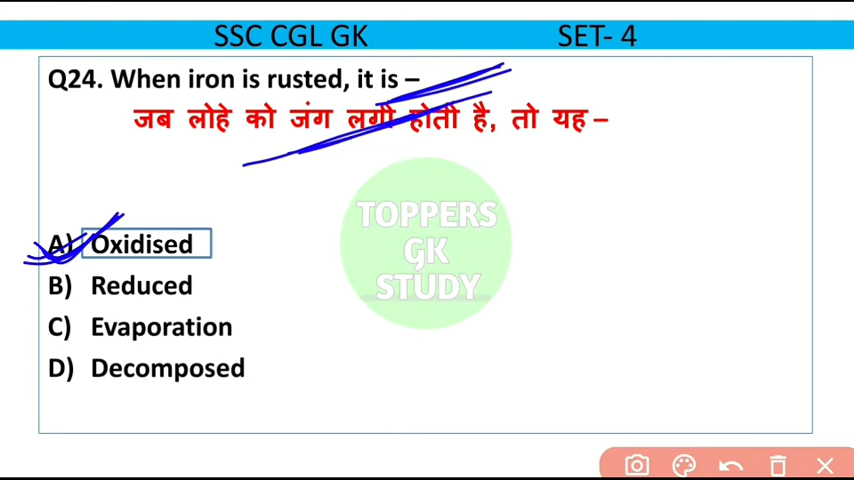 SSC CGL GK SET- 4
Q24. When iron is rusted, it is –
जब लोहे को जंग लगी होती है, तो यह –
TOPPERS
GK
STUDY
A) Oxidised
B) Reduced
C) Evaporation
D) Decomposed